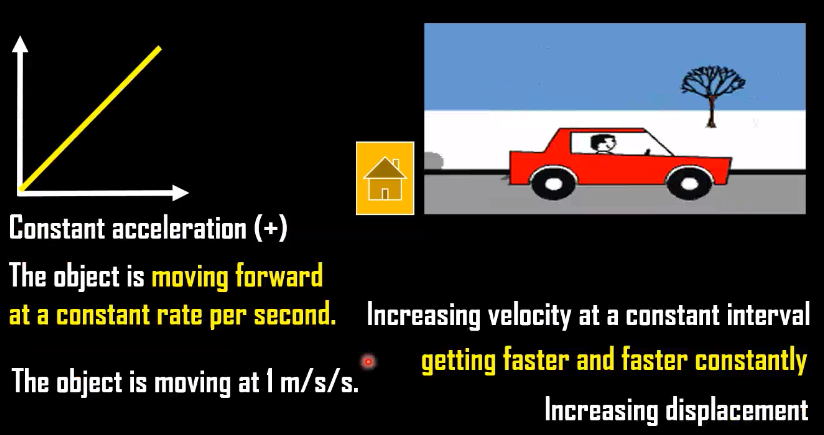 Constant acceleration (+)
The object is moving forward
at a constant rate per second.
The object is moving at 1 m/s/s.
Increasing velocity at a constant interval
getting faster and faster constantly
Increasing displacement